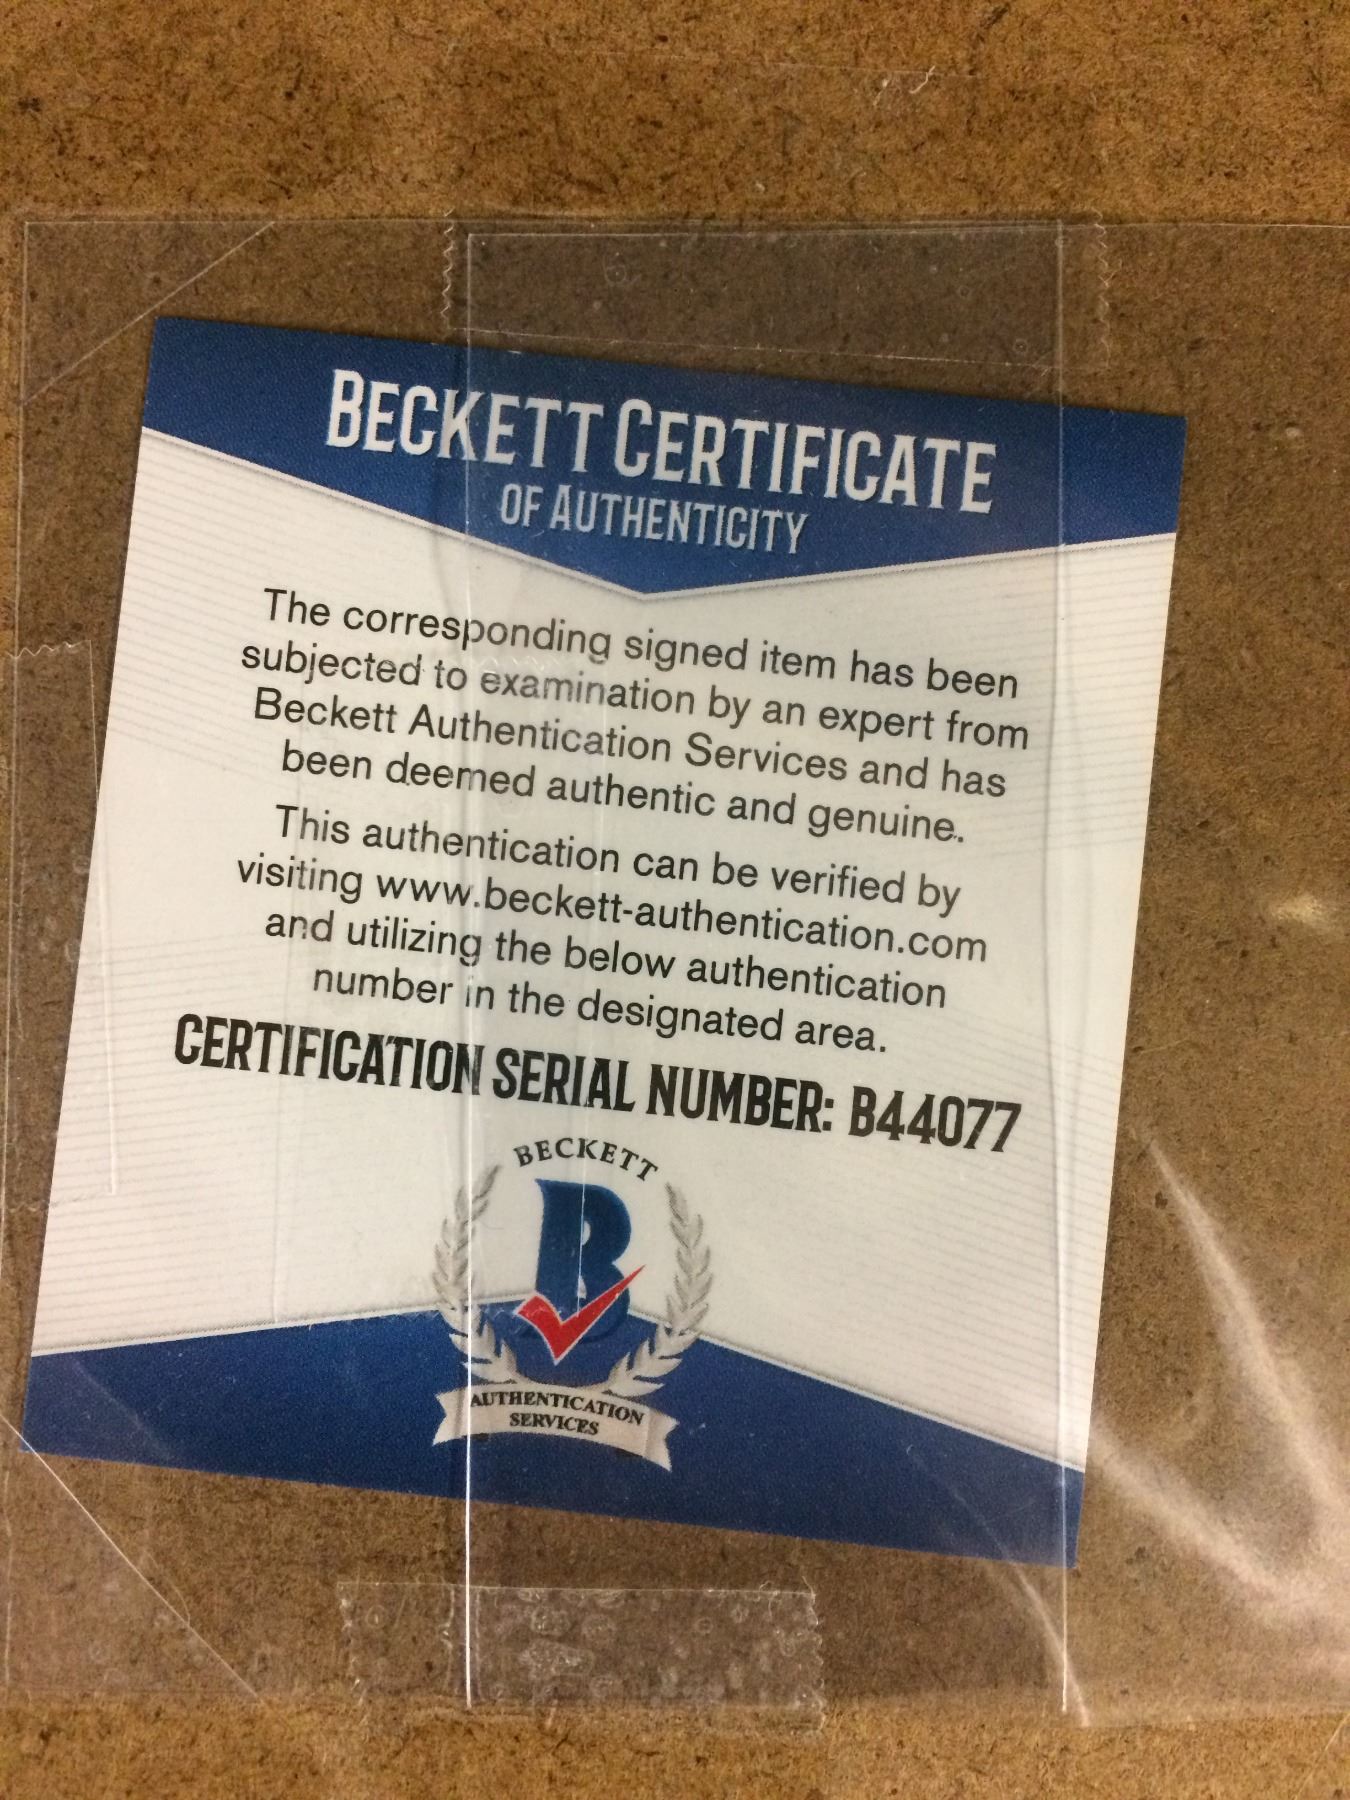 BECKETT CERTIFICATE
OF AUTHENTICITY
The corresponding signed item has been
subjected to examination by an expert from
Beckett Authentication Services and has
been deemed authentic and genuine.
This authentication can be verified by
visiting www.beckett-authentication.com
and utilizing the below authentication
number in the designated area.
CERTIFICATION SERIAL NUMBER: B44077
BECKETT
B
AUTHENTICATION
SERVICES